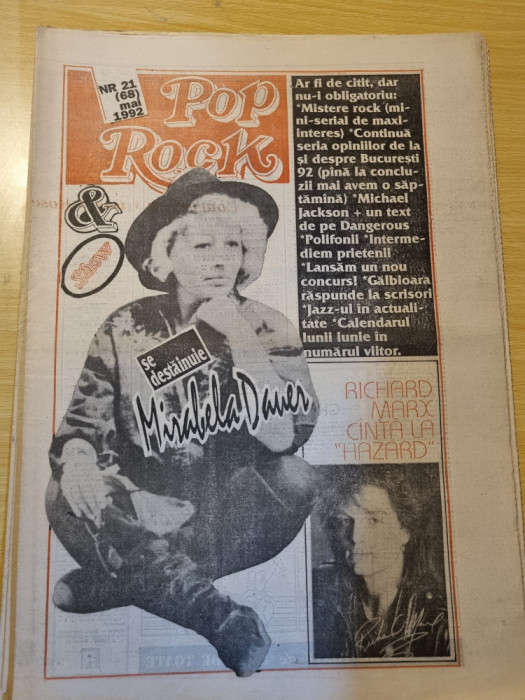 NR 21
(68)
mai
1992
Pop
Rock
&
Show
Ar fi de citit, dar
nu-i obligatoriu:
*Mistere rock (mi-
ni-serial de maxi-
interes) *Continuă
seria opiniilor de la
și despre București
92 (pînă la conclu-
zii mai avem o săp-
tămînă) *Michael
Jackson + un text
de pe Dangerous
*Polifonii *Interme-
diem prietenii
*Lansăm un nou
concurs! *Gălbioara
răspunde la scrisori
*Jazz-ul în actuali-
tate *Calendarul
lunii iunie în
numărul viitor.
se
destăinuie
Mirabela Dauer
RICHARD
MARX
CÎNTĂ LA
"HAZARD"
DE TOATE